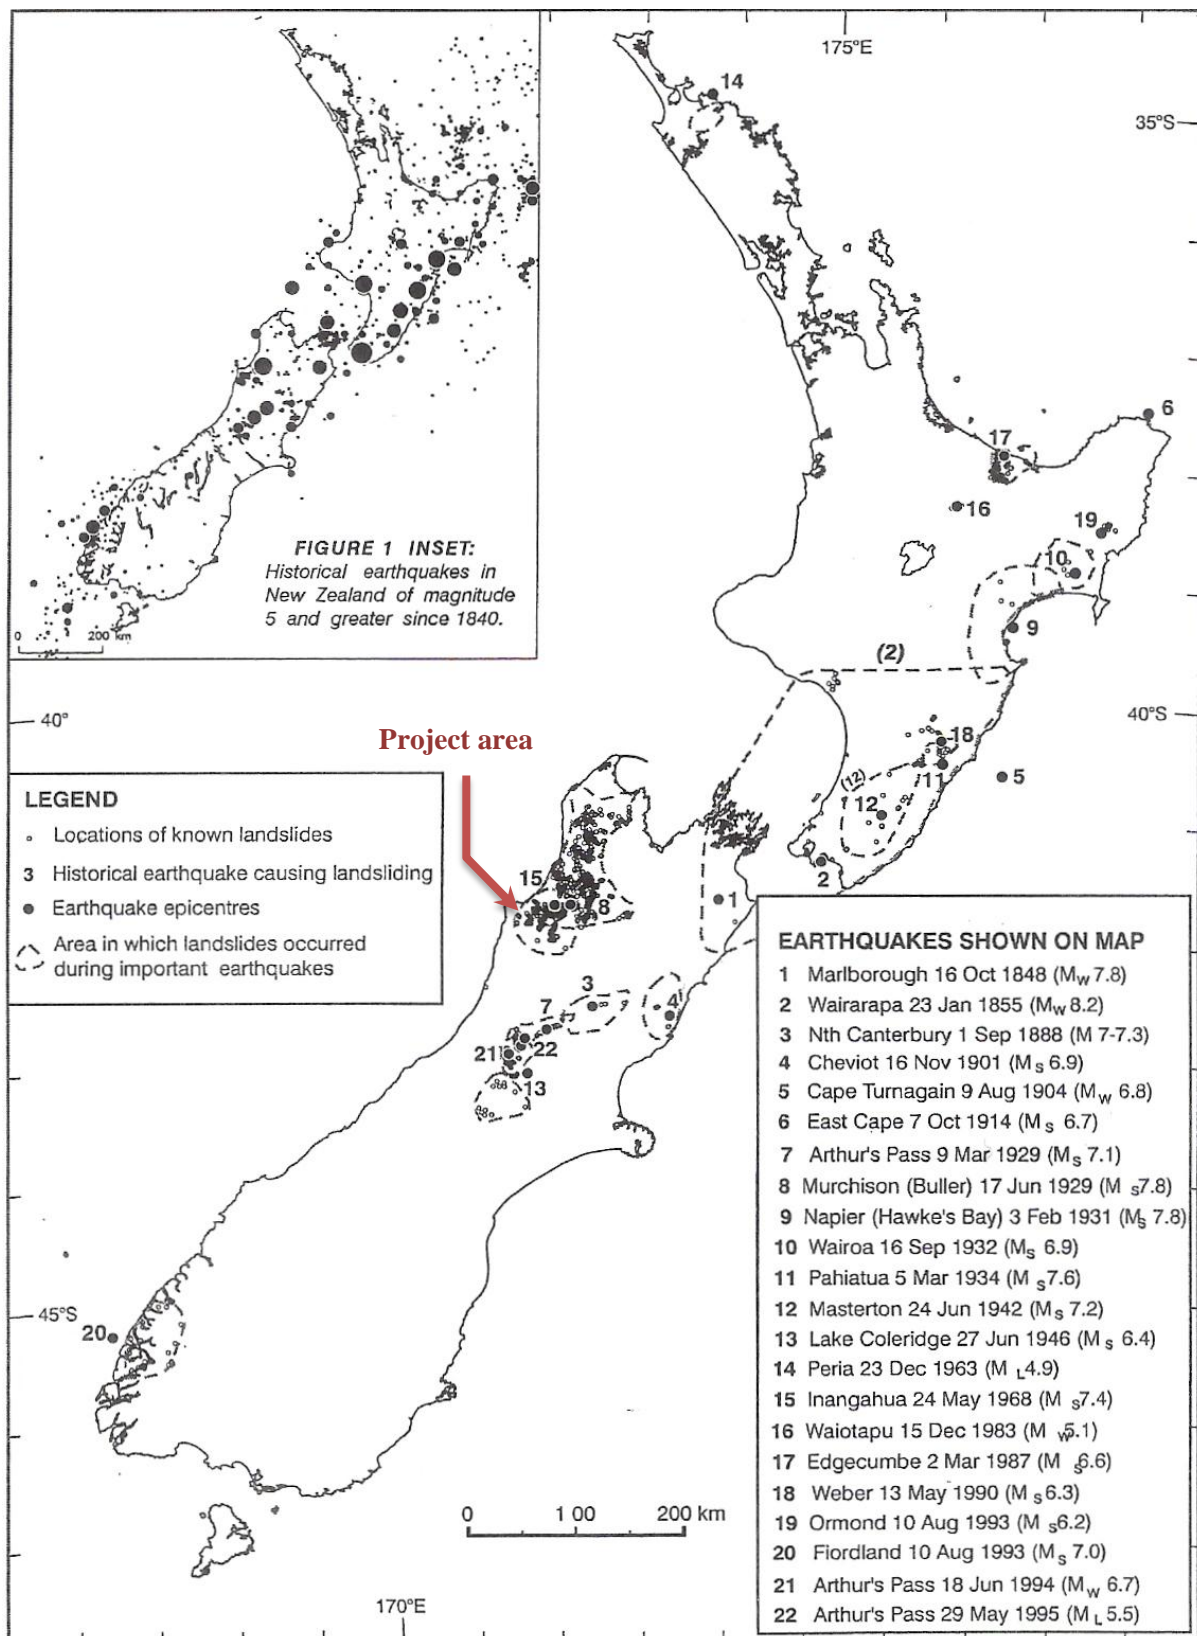 175°E
35°S
14
6
17
16
19
10
9
(2)
18
11
5
(12)
12
2
1
FIGURE 1 INSET:
Historical earthquakes in
New Zealand of magnitude
5 and greater since 1840.
0 200 km
40°
40°S
Project area
LEGEND
Locations of known landslides
3 Historical earthquake causing landsliding
Earthquake epicentres
Area in which landslides occurred
during important earthquakes
15
8
3
4
7
22
21
13
45°S
20
0 100 200 km
170°E
EARTHQUAKES SHOWN ON MAP
1 Marlborough 16 Oct 1848 (MW 7.8)
2 Wairarapa 23 Jan 1855 (MW 8.2)
3 Nth Canterbury 1 Sep 1888 (M 7-7.3)
4 Cheviot 16 Nov 1901 (MS 6.9)
5 Cape Turnagain 9 Aug 1904 (MW 6.8)
6 East Cape 7 Oct 1914 (MS 6.7)
7 Arthur's Pass 9 Mar 1929 (MS 7.1)
8 Murchison (Buller) 17 Jun 1929 (M S7.8)
9 Napier (Hawke's Bay) 3 Feb 1931 (MS 7.8)
10 Wairoa 16 Sep 1932 (MS 6.9)
11 Pahiatua 5 Mar 1934 (M S7.6)
12 Masterton 24 Jun 1942 (MS 7.2)
13 Lake Coleridge 27 Jun 1946 (MS 6.4)
14 Peria 23 Dec 1963 (M L4.9)
15 Inangahua 24 May 1968 (M S7.4)
16 Waiotapu 15 Dec 1983 (M W5.1)
17 Edgecumbe 2 Mar 1987 (M S6.6)
18 Weber 13 May 1990 (M S6.3)
19 Ormond 10 Aug 1993 (M S6.2)
20 Fiordland 10 Aug 1993 (MS 7.0)
21 Arthur's Pass 18 Jun 1994 (MW 6.7)
22 Arthur's Pass 29 May 1995 (ML 5.5)